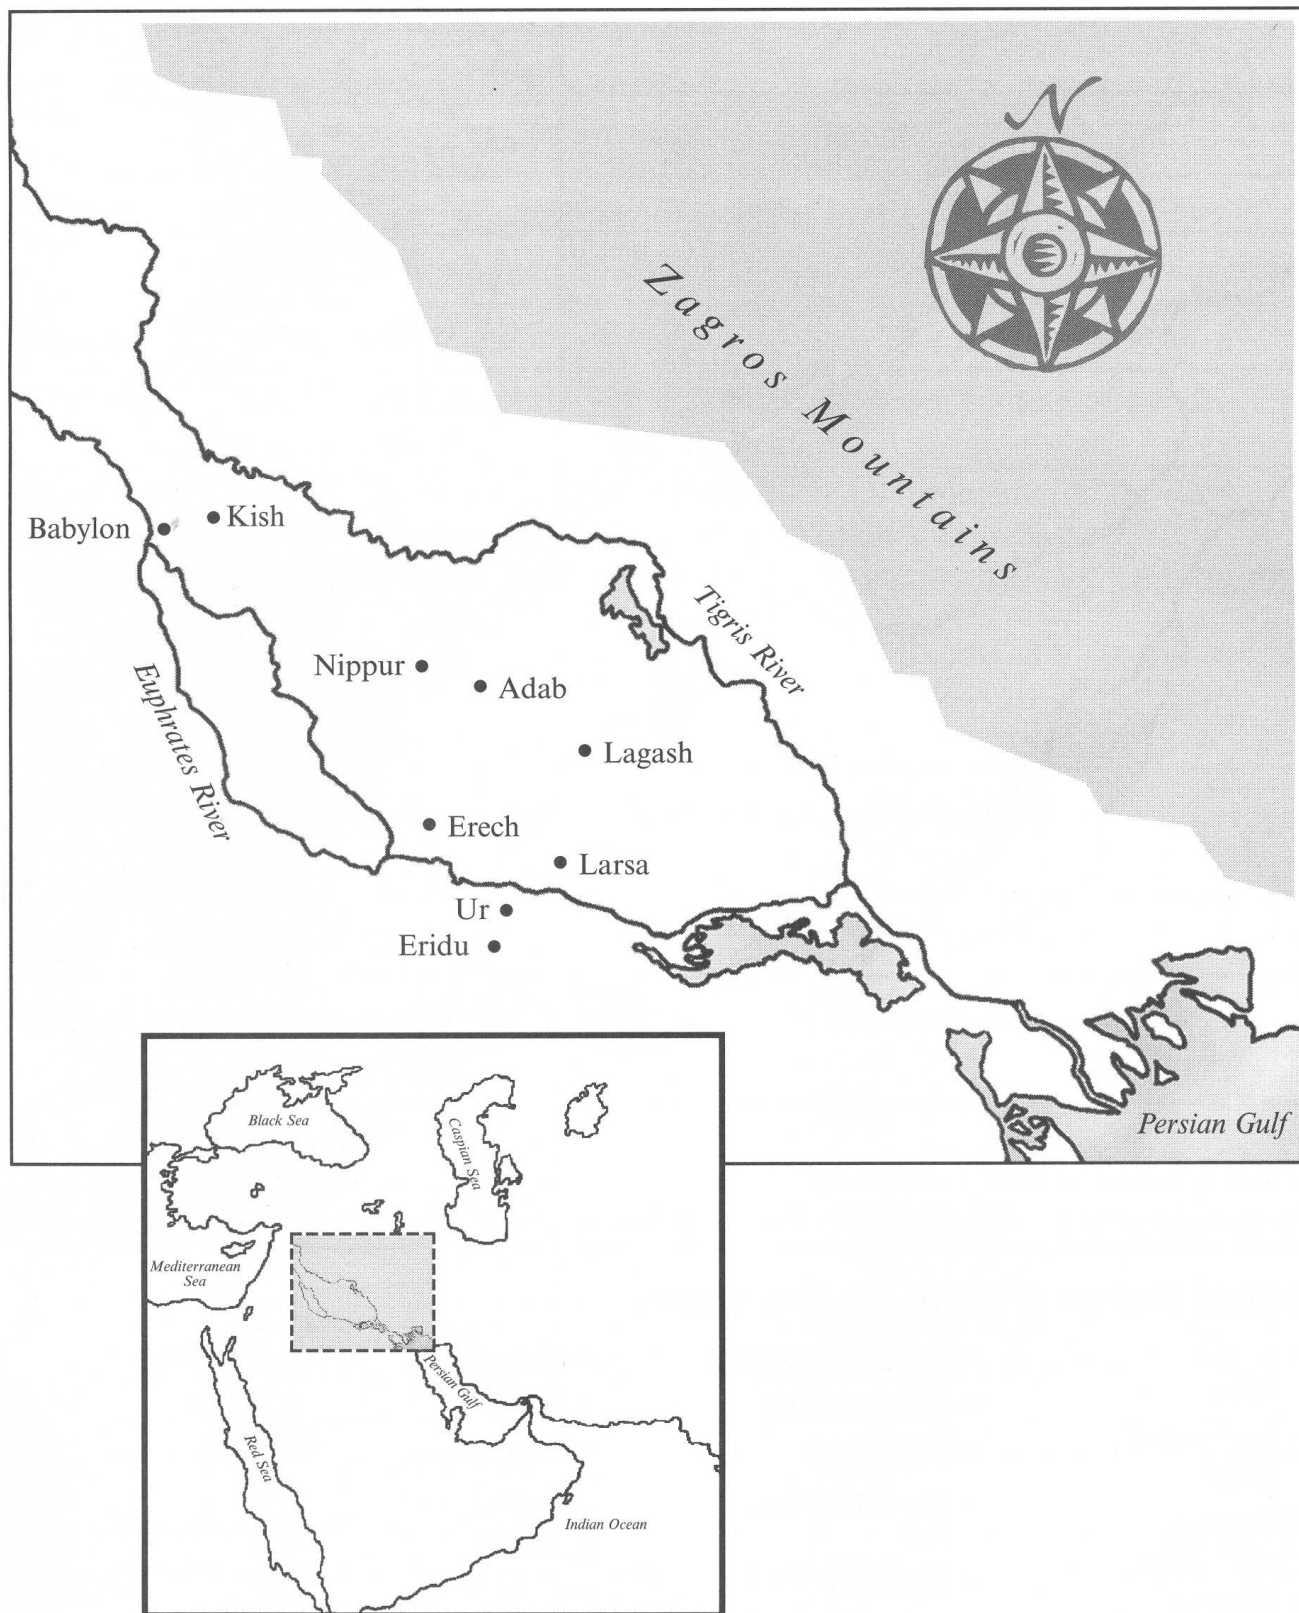 N
Zagros Mountains
Babylon
Kish
Tigris River
Nippur
Adab
Euphrates River
Lagash
Erech
Larsa
Ur
Eridu
Persian Gulf
Black Sea
Caspian Sea
Mediterranean
Sea
Persian Gulf
Red Sea
Indian Ocean